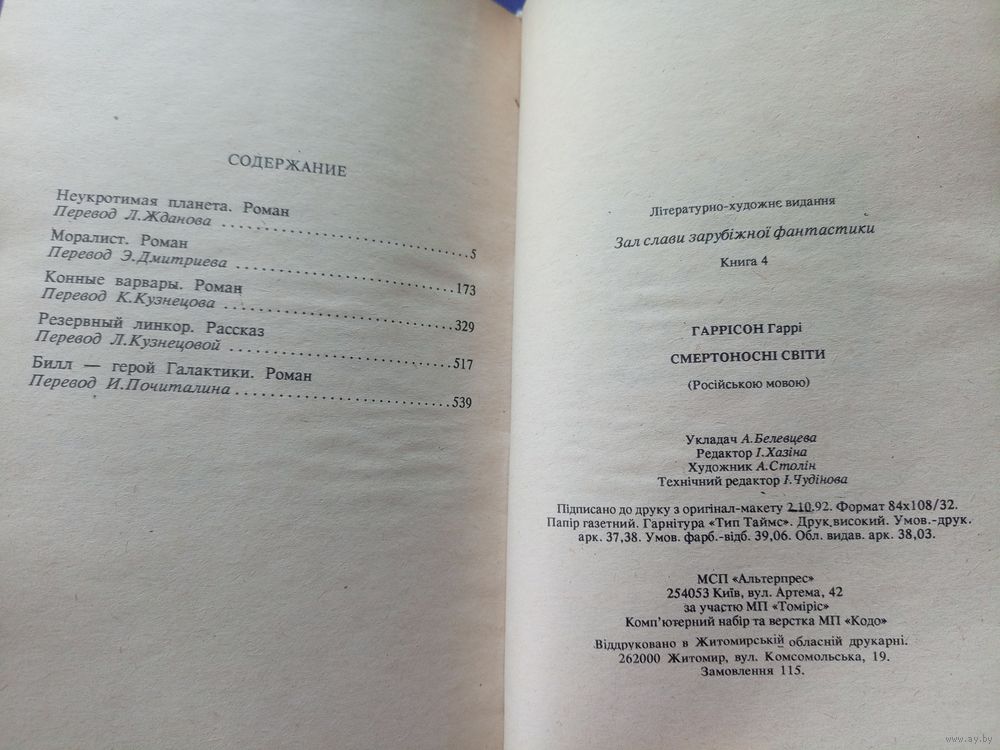 СОДЕРЖАНИЕ
Неукротимая планета. Роман
Перевод Л.Жданова ..............................5
Моралист. Роман
Перевод Э.Дмитриева ..............................173
Конные варвары. Роман
Перевод К.Кузнецова ..............................329
Резервный линкор. Рассказ
Перевод Л.Кузнецовой ..............................517
Билл — герой Галактики. Роман
Перевод И.Почиталина ..............................539
Літературно-художнє видання
Зал слави зарубіжної фантастики
Книга 4
ГАРРІСОН Гаррі
СМЕРТОНОСНІ СВІТИ
(Російською мовою)
Укладач А.Белевцева
Редактор І.Хазіна
Художник А.Столін
Технічний редактор І.Чудінова
Підписано до друку з оригінал-макету 2.10.92. Формат 84х108/32.
Папір газетний. Гарнітура «Тип Таймс». Друк високий. Умов.-друк.
арк. 37,38. Умов. фарб.-відб. 39,06. Обл. видав. арк. 38,03.
МСП «Альтерпрес»
254053 Київ, вул. Артема, 42
за участю МП «Томіріс»
Комп’ютерний набір та верстка МП «Кодо»
Віддруковано в Житомирській обласній друкарні.
262000 Житомир, вул. Комсомольська, 19.
Замовлення 115.
www.ay.by